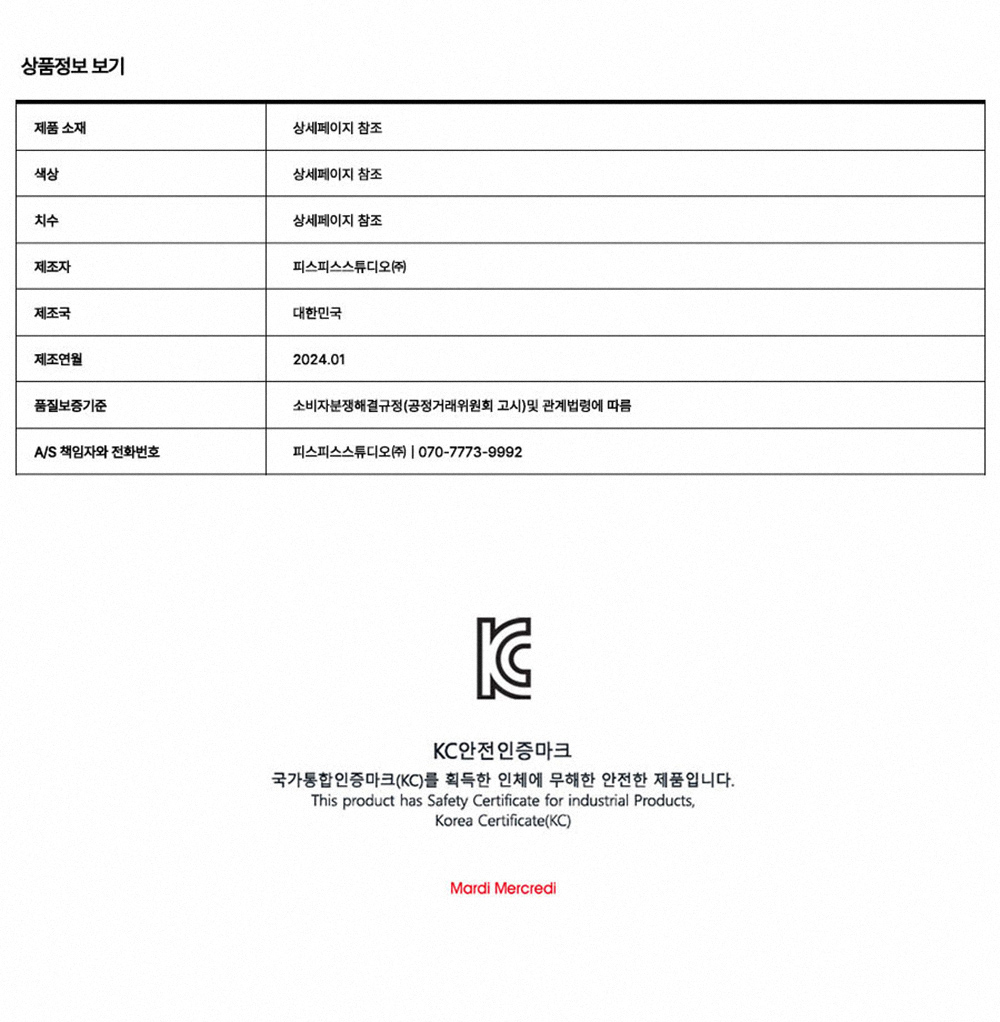 상품정보 보기
제품 소재 상세페이지 참조
색상 상세페이지 참조
치수 상세페이지 참조
제조자 피스피스스튜디오㈜
제조국 대한민국
제조연월 2024.01
품질보증기준 소비자분쟁해결규정(공정거래위원회 고시)및 관계법령에 따름
A/S 책임자와 전화번호 피스피스스튜디오㈜ | 070-7773-9992
KC
KC안전인증마크
국가통합인증마크(KC)를 획득한 인체에 무해한 안전한 제품입니다.
This product has Safety Certificate for industrial Products,
Korea Certificate(KC)
Mardi Mercredi